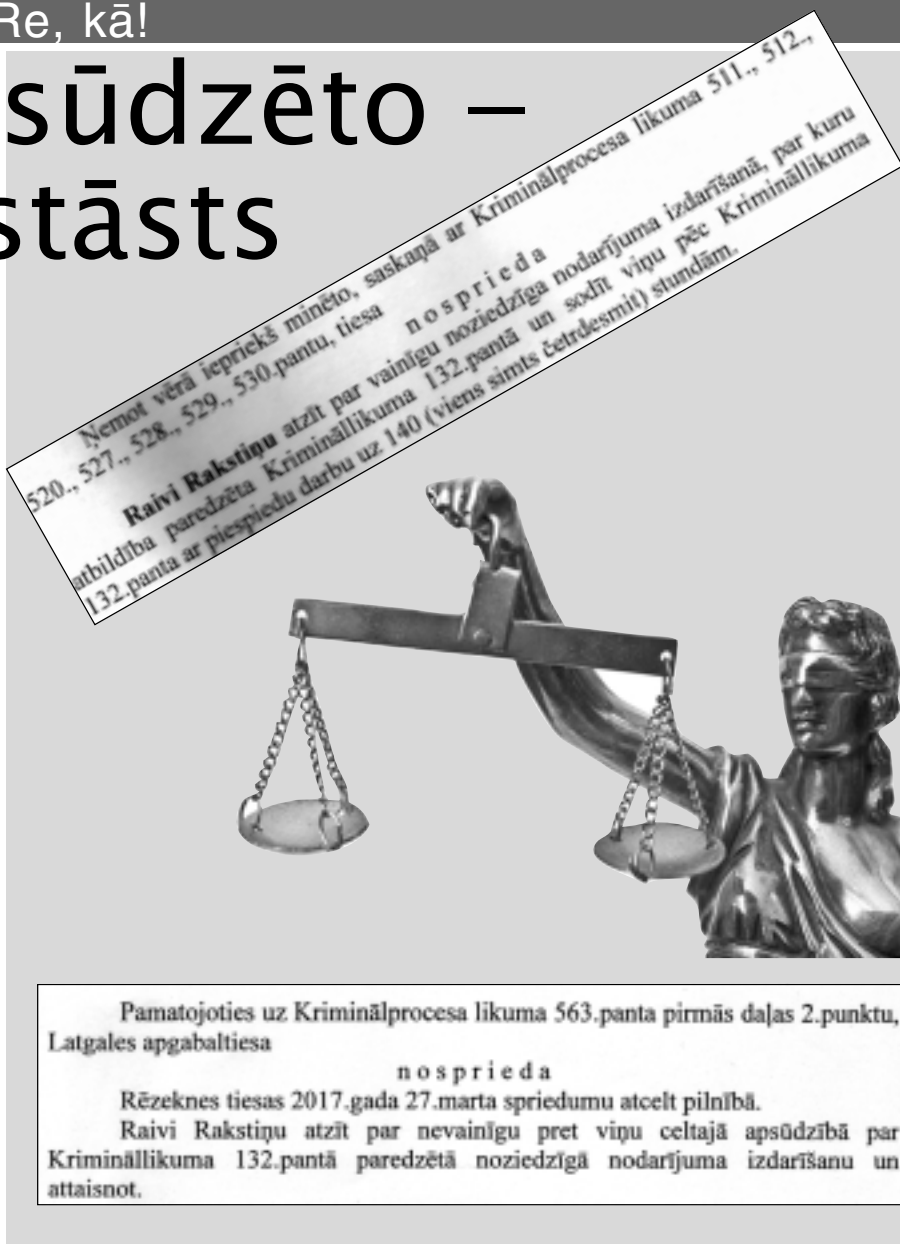 Re, kā!
sūdzēto –
stāsts
Ņemot vērā iepriekš minēto, saskaņā ar Kriminālprocesa likuma 511., 512.,
520., 527., 528., 529., 530.pantu, tiesa
nosprieda
Raivi Rakstiņu atzīt par vainīgu noziedzīga nodarījuma izdarīšanā, par kuru
atbildība paredzēta Krimināllikuma 132.pantā un sodīt viņu pēc Krimināllikuma
132.panta ar piespiedu darbu uz 140 (viens simts četrdesmit) stundām.
Pamatojoties uz Kriminālprocesa likuma 563.panta pirmās daļas 2.punktu,
Latgales apgabaltiesa
nosprieda
Rēzeknes tiesas 2017.gada 27.marta spriedumu atcelt pilnībā.
Raivi Rakstiņu atzīt par nevainīgu pret viņu celtajā apsūdzībā par
Krimināllikuma 132.pantā paredzētā noziedzīgā nodarījuma izdarīšanu un
attaisnot.